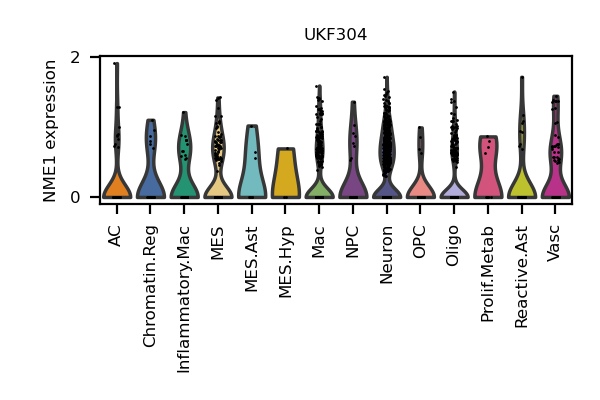 UKF304
NME1 expression
2
0
AC
Chromatin.Reg
Inflammatory.Mac
MES
MES.Ast
MES.Hyp
Mac
NPC
Neuron
OPC
Oligo
Prolif.Metab
Reactive.Ast
Vasc